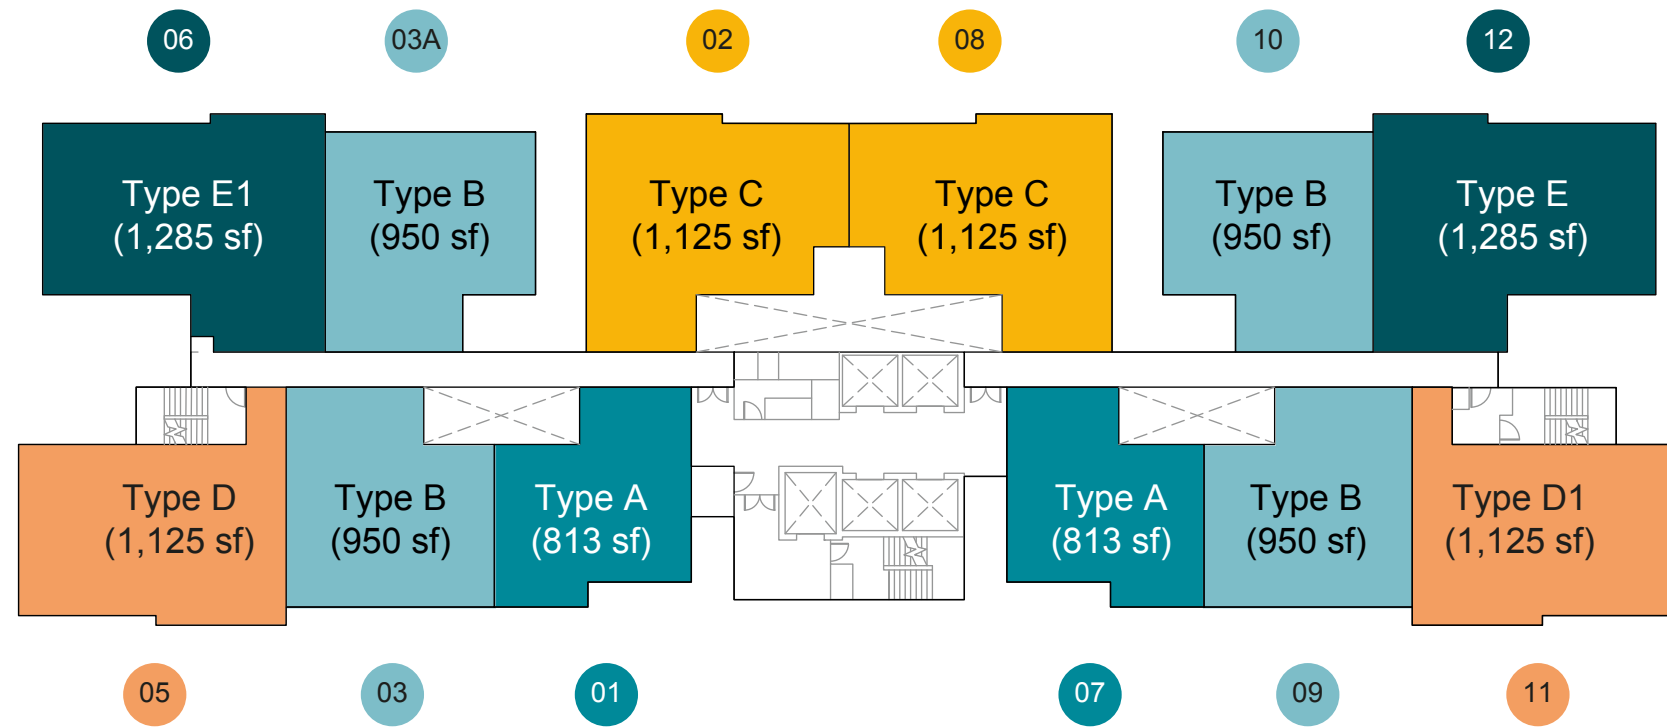 06
03A
02
08
10
12
Type E1
(1,285 sf)
Type B
(950 sf)
Type C
(1,125 sf)
Type C
(1,125 sf)
Type B
(950 sf)
Type E
(1,285 sf)
Type D
(1,125 sf)
Type B
(950 sf)
Type A
(813 sf)
Type A
(813 sf)
Type B
(950 sf)
Type D1
(1,125 sf)
05
03
01
07
09
11